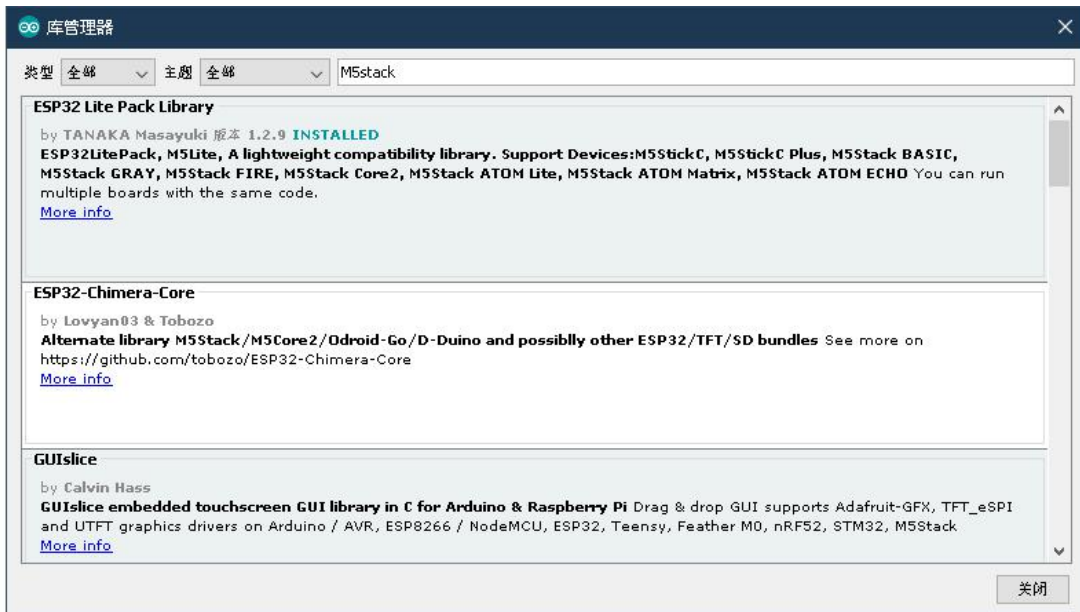 库管理器
类型 全部 主题 全部 M5stack
ESP32 Lite Pack Library
by TANAKA Masayuki 版本 1.2.9 INSTALLED
ESP32LitePack, M5Lite, A lightweight compatibility library. Support Devices:M5StickC, M5StickC Plus, M5Stack BASIC,
M5Stack GRAY, M5Stack FIRE, M5Stack Core2, M5Stack ATOM Lite, M5Stack ATOM Matrix, M5Stack ATOM ECHO You can run
multiple boards with the same code.
More info
ESP32-Chimera-Core
by Lovyan03 & Tobozo
Alternate library M5Stack/M5Core2/Odroid-Go/D-Duino and possiblly other ESP32/TFT/SD bundles See more on
https://github.com/tobozo/ESP32-Chimera-Core
More info
GUIslice
by Calvin Hass
GUIslice embedded touchscreen GUI library in C for Arduino & Raspberry Pi Drag & drop GUI supports Adafruit-GFX, TFT_eSPI
and UTFT graphics drivers on Arduino / AVR, ESP8266 / NodeMCU, ESP32, Teensy, Feather M0, nRF52, STM32, M5Stack
More info
关闭